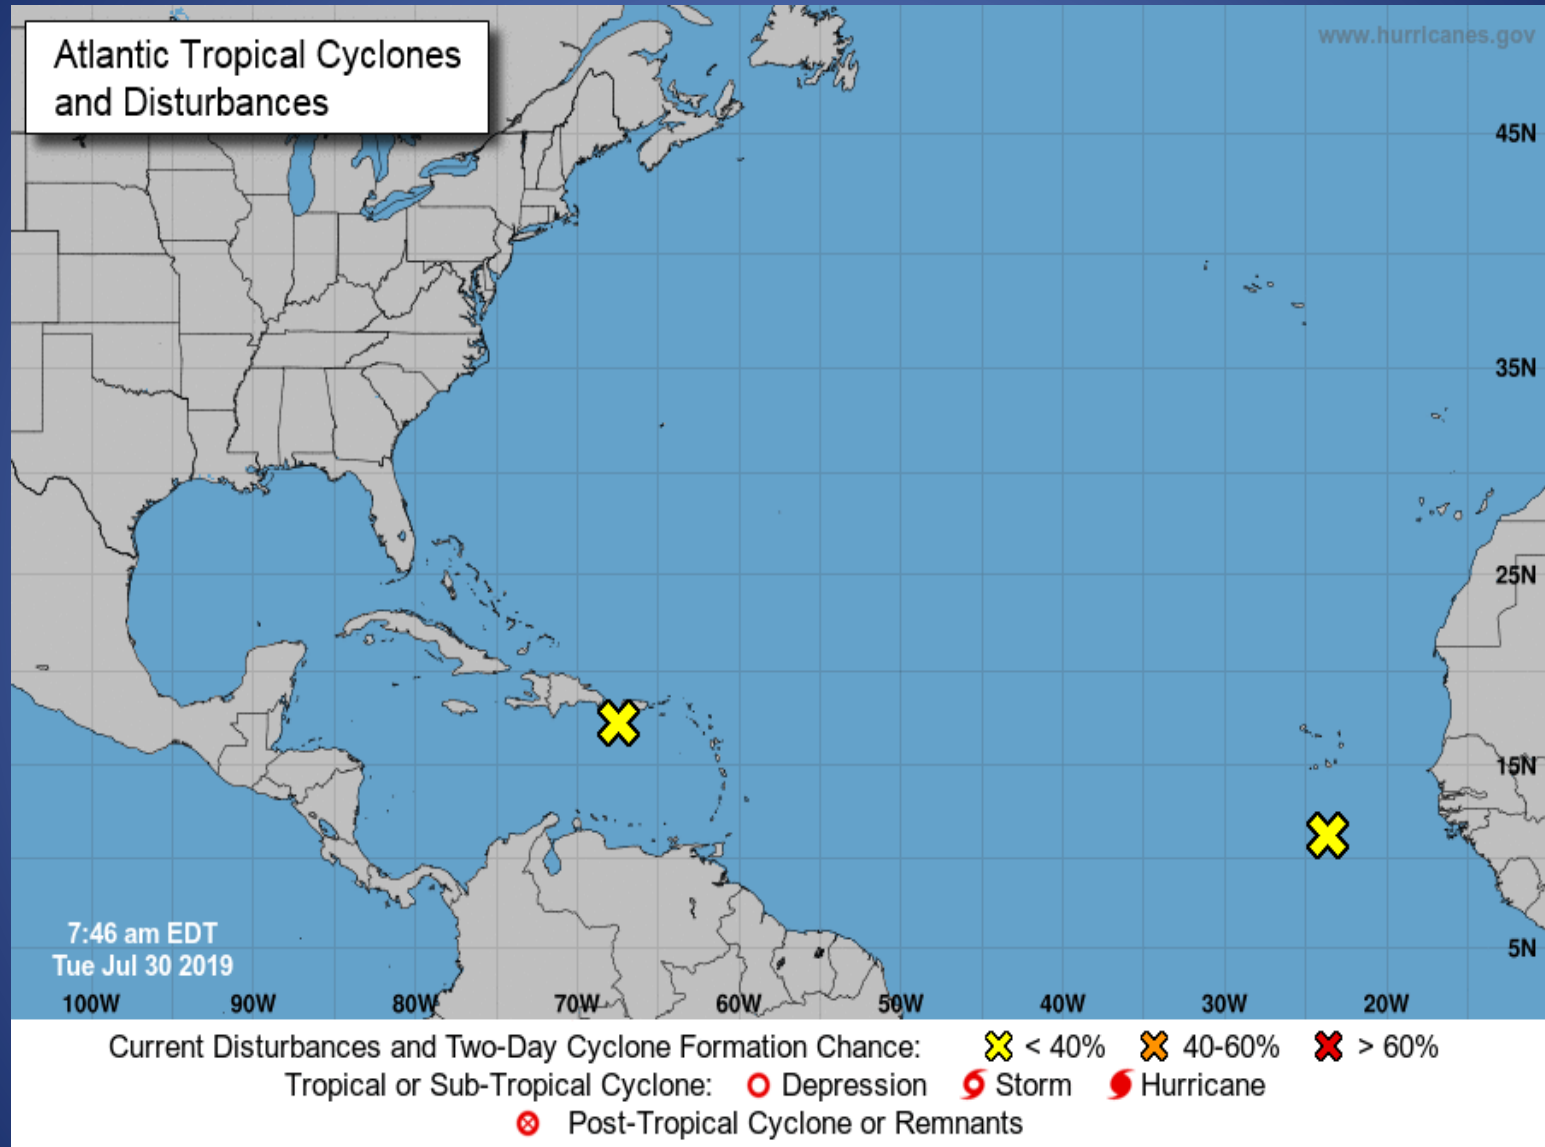 Atlantic Tropical Cyclones
and Disturbances
www.hurricanes.gov
45N
35N
25N
15N
5N
7:46 am EDT
Tue Jul 30 2019
100W 90W 80W 70W 60W 50W 40W 30W 20W
Current Disturbances and Two-Day Cyclone Formation Chance: < 40% 40-60% > 60%
Tropical or Sub-Tropical Cyclone: Depression Storm Hurricane
Post-Tropical Cyclone or Remnants